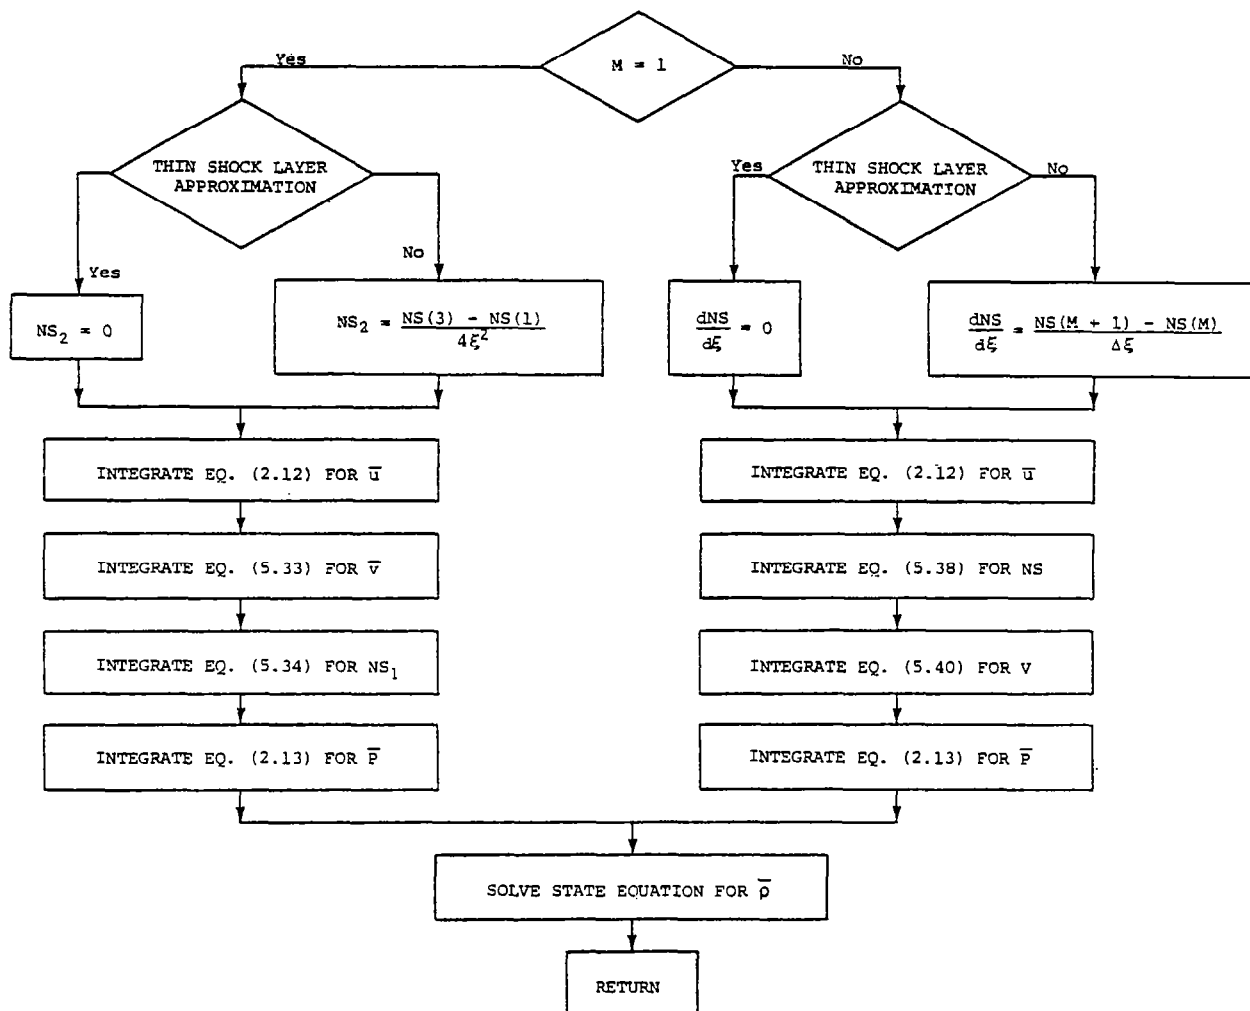 M = 1
Yes
No
THIN SHOCK LAYER
APPROXIMATION
THIN SHOCK LAYER
APPROXIMATION
Yes
No
Yes
No
NS₂ = 0
NS₂ = NS(3) - NS(1) / 4ξ²
dNS/dξ = 0
dNS/dξ = NS(M + 1) - NS(M) / Δξ
INTEGRATE EQ. (2.12) FOR u̅
INTEGRATE EQ. (5.33) FOR v̅
INTEGRATE EQ. (5.34) FOR NS₁
INTEGRATE EQ. (2.13) FOR P̅
INTEGRATE EQ. (2.12) FOR u̅
INTEGRATE EQ. (5.38) FOR NS
INTEGRATE EQ. (5.40) FOR V
INTEGRATE EQ. (2.13) FOR P̅
SOLVE STATE EQUATION FOR ρ̅
RETURN